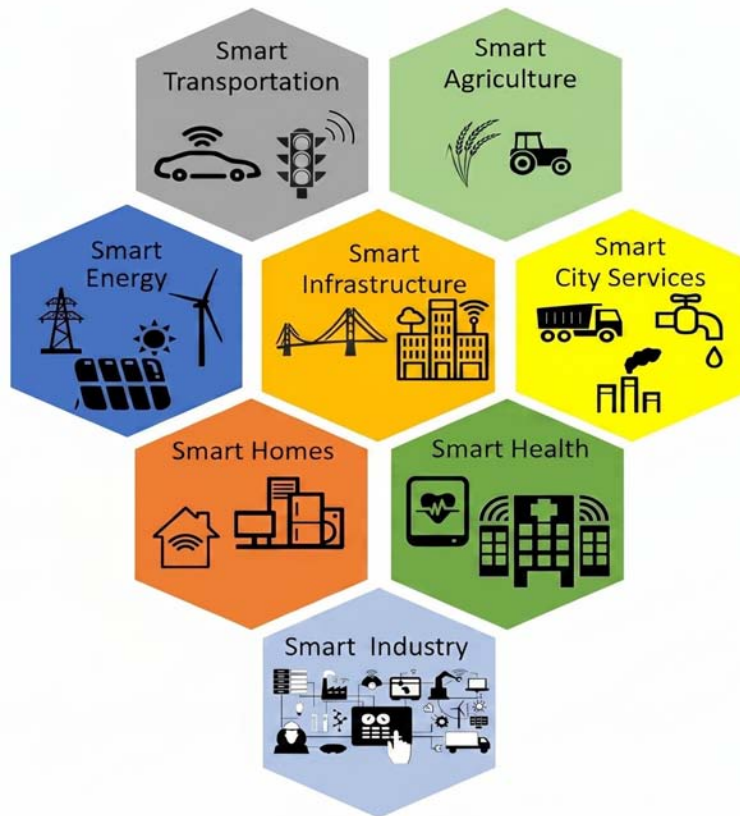 Smart
Transportation
Smart
Agriculture
Smart
Energy
Smart
Infrastructure
Smart
City Services
Smart Homes
Smart Health
Smart Industry